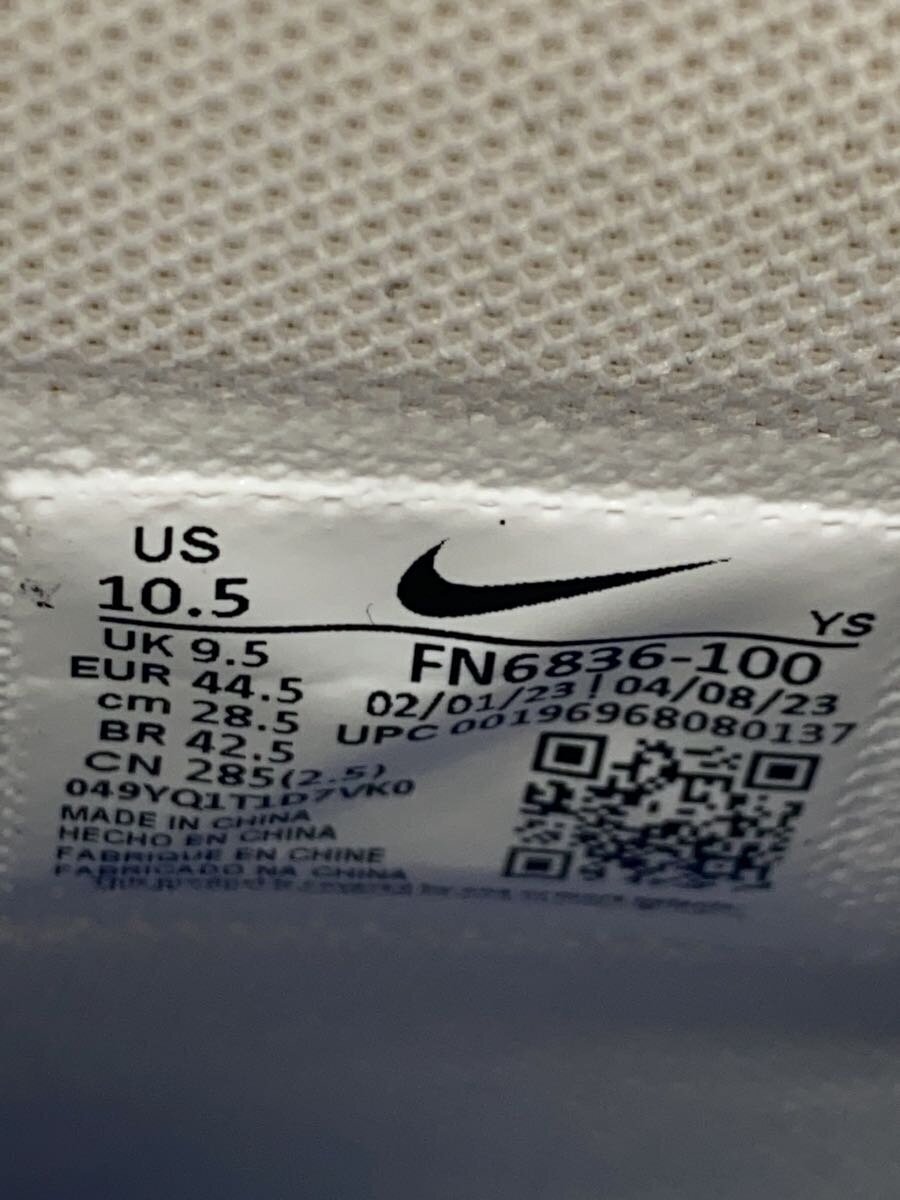 US
10.5
UK 9.5
EUR 44.5
cm 28.5
BR 42.5
CN 285(2.5)
049YQ1T1D7VK0
MADE IN CHINA
HECHO EN CHINA
FABRIQUE EN CHINE
FABRICADO NA CHINA
YS
FN6836-100
02/01/23 ! 04/08/23
UPC 00196968080137